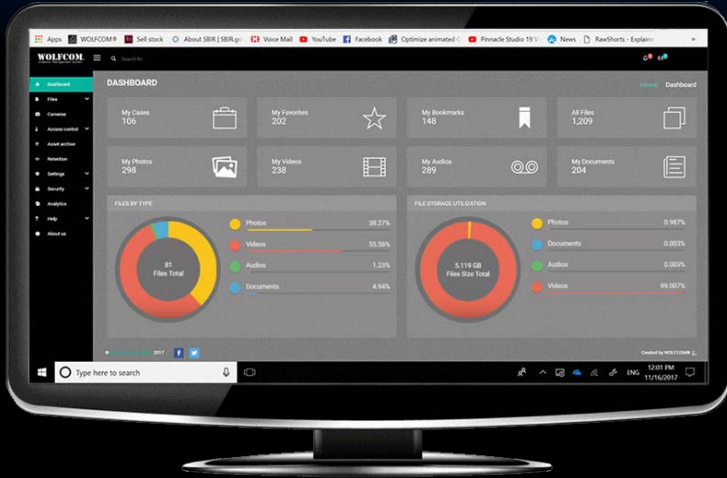 Apps WOLFCOM® Sell stock About SBIR | SBIR.go Voice Mail YouTube Facebook Optimize animated G Pinnacle Studio 19 V News RawShorts - Explaine »
WOLFCOM
Search for
Dashboard
DASHBOARD
Home Dashboard
Files
Cameras
Access control
Asset archive
Retention
Settings
Security
Analytics
Help
About us
My Cases
106
My Favorites
202
My Bookmarks
148
All Files
1,209
My Photos
298
My Videos
238
My Audios
289
My Documents
204
FILES BY TYPE
81
Files Total
Photos 38.27%
Videos 55.56%
Audios 1.23%
Documents 4.94%
FILE STORAGE UTILIZATION
5.119 GB
Files Size Total
Photos 0.987%
Documents 0.003%
Audios 0.003%
Videos 99.007%
2017
Created by WOLFCOM®
Type here to search
ENG
12:01 PM
11/16/2017